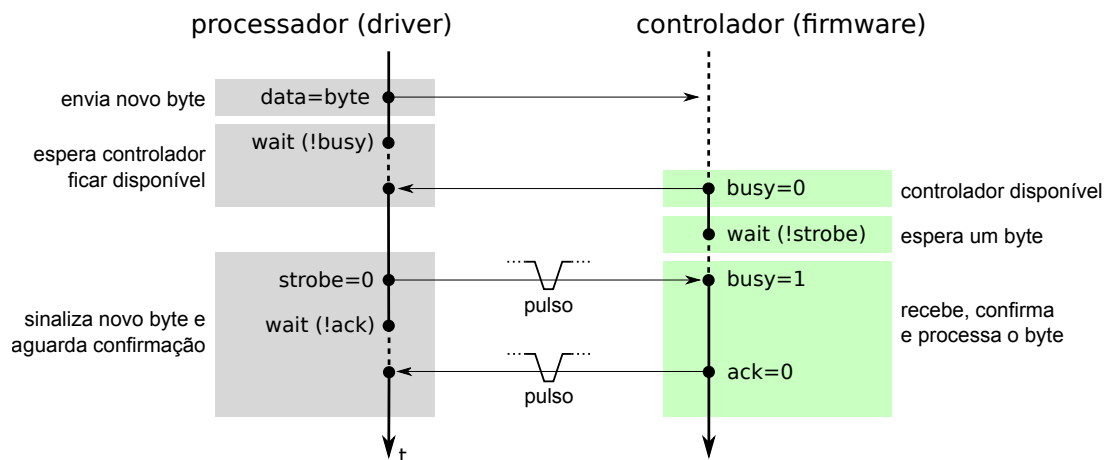 processador (driver)
controlador (firmware)
envia novo byte
data=byte
espera controlador
ficar disponível
wait (!busy)
busy=0
controlador disponível
wait (!strobe)
espera um byte
sinaliza novo byte e
aguarda confirmação
strobe=0
pulso
busy=1
wait (!ack)
recebe, confirma
e processa o byte
pulso
ack=0
t